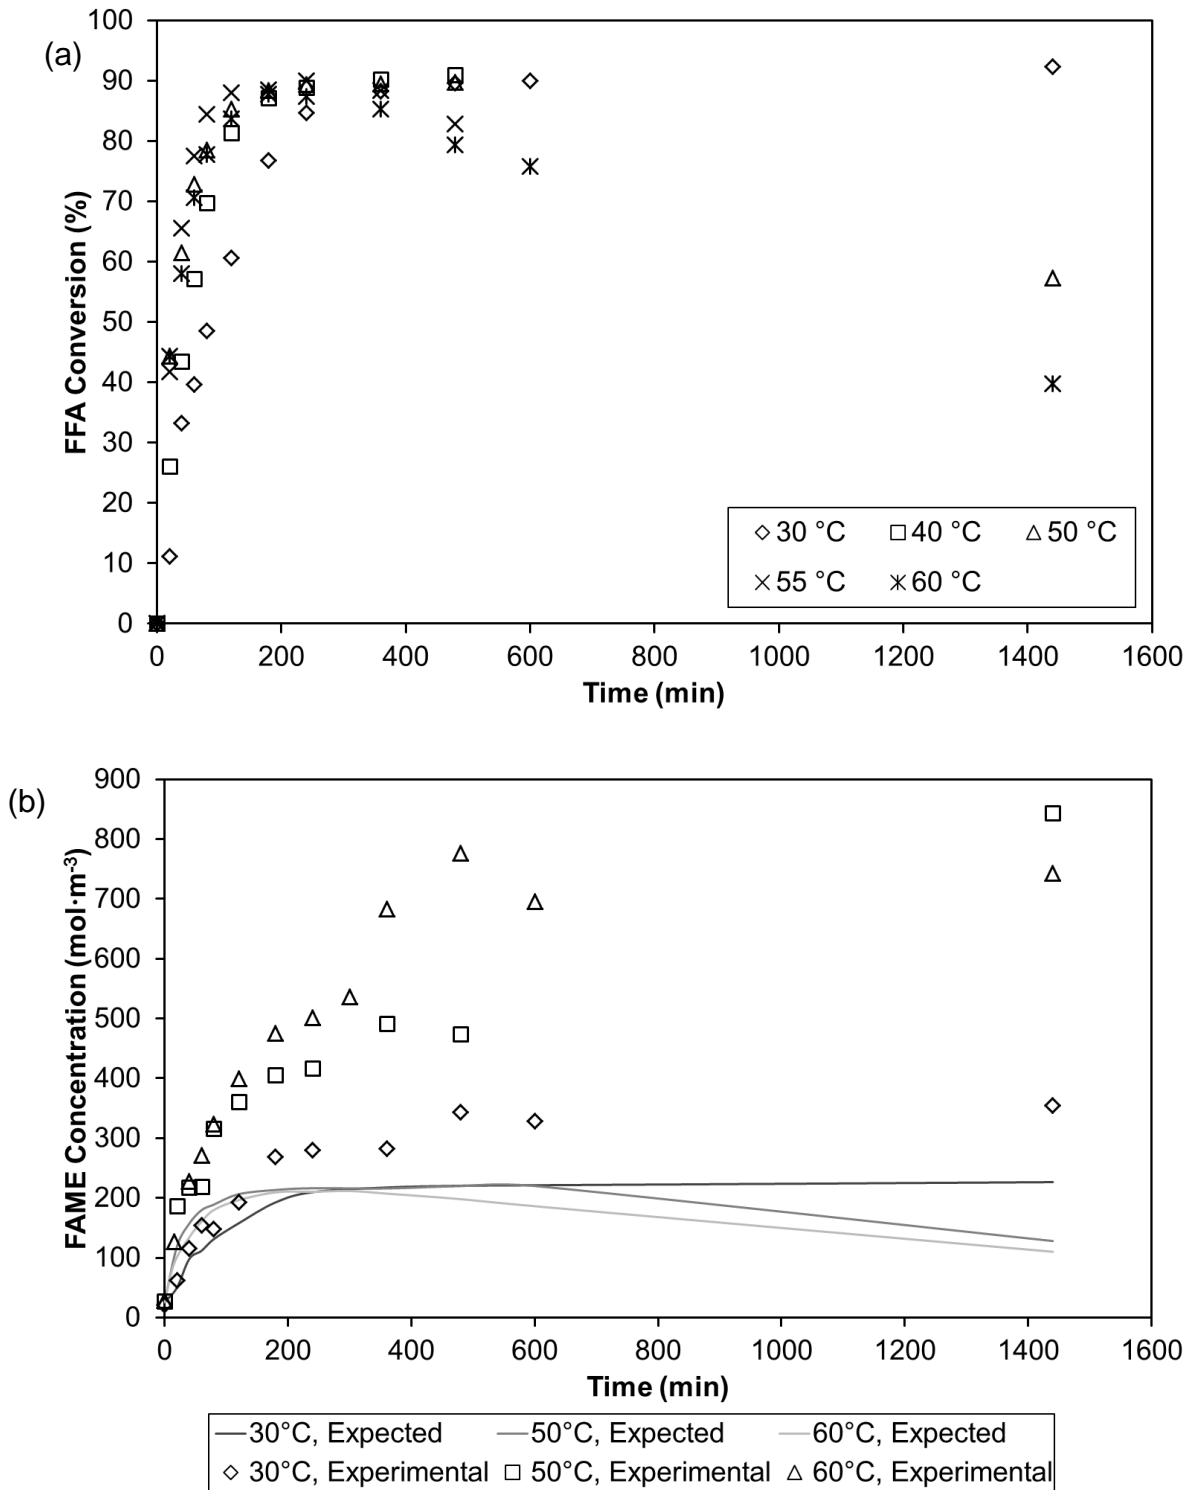 (a)
FFA Conversion (%)
100
90
80
70
60
50
40
30
20
10
0
0 200 400 600 800 1000 1200 1400 1600
Time (min)
30 °C 40 °C 50 °C
55 °C 60 °C
(b)
FAME Concentration (mol·m⁻³)
900
800
700
600
500
400
300
200
100
0
0 200 400 600 800 1000 1200 1400 1600
Time (min)
30°C, Expected 50°C, Expected 60°C, Expected
30°C, Experimental 50°C, Experimental 60°C, Experimental